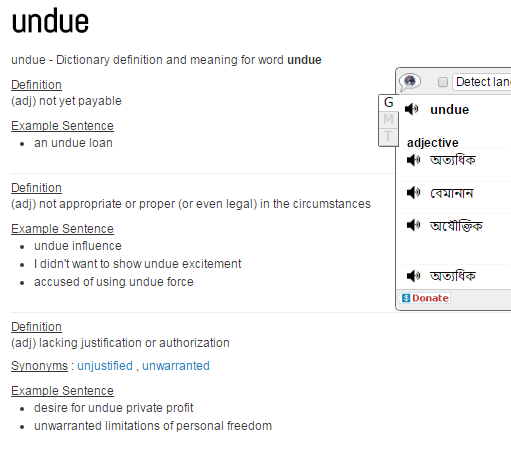 undue
undue - Dictionary definition and meaning for word undue
Definition
(adj) not yet payable
Example Sentence
an undue loan
Definition
(adj) not appropriate or proper (or even legal) in the circumstances
Example Sentence
undue influence
I didn't want to show undue excitement
accused of using undue force
Definition
(adj) lacking justification or authorization
Synonyms : unjustified , unwarranted
Example Sentence
desire for undue private profit
unwarranted limitations of personal freedom
Detect lan
G
M
T
undue
adjective
অত্যধিক
বেমানান
অযৌক্তিক
অত্যধিক
Donate